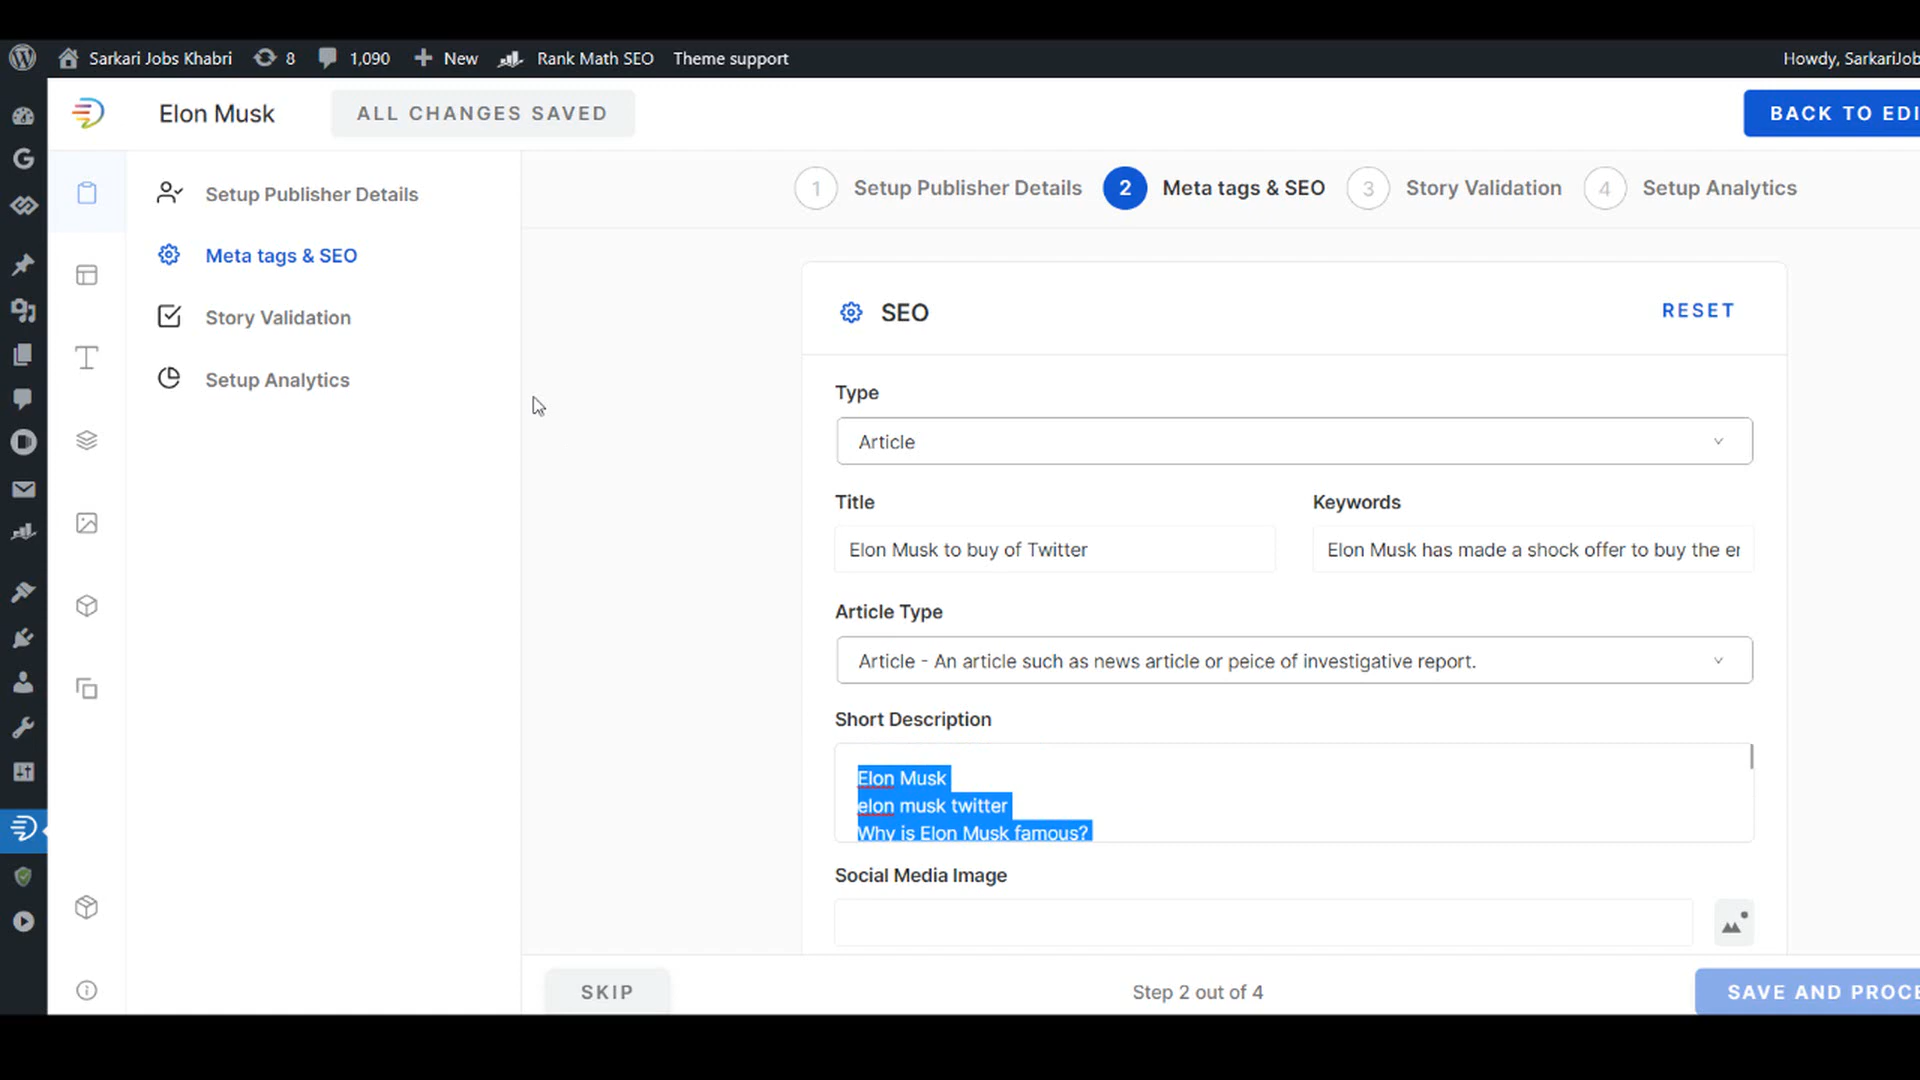 Sarkari Jobs Khabri 8 1,090 New Rank Math SEO Theme support Howdy, SarkariJob
Elon Musk ALL CHANGES SAVED BACK TO EDI
Setup Publisher Details
Meta tags & SEO
Story Validation
Setup Analytics
1 Setup Publisher Details 2 Meta tags & SEO 3 Story Validation 4 Setup Analytics
SEO RESET
Type
Article
Title Keywords
Elon Musk to buy of Twitter Elon Musk has made a shock offer to buy the er
Article Type
Article - An article such as news article or peice of investigative report.
Short Description
Elon Musk
elon musk twitter
Why is Elon Musk famous?
Social Media Image
SKIP Step 2 out of 4 SAVE AND PROCE